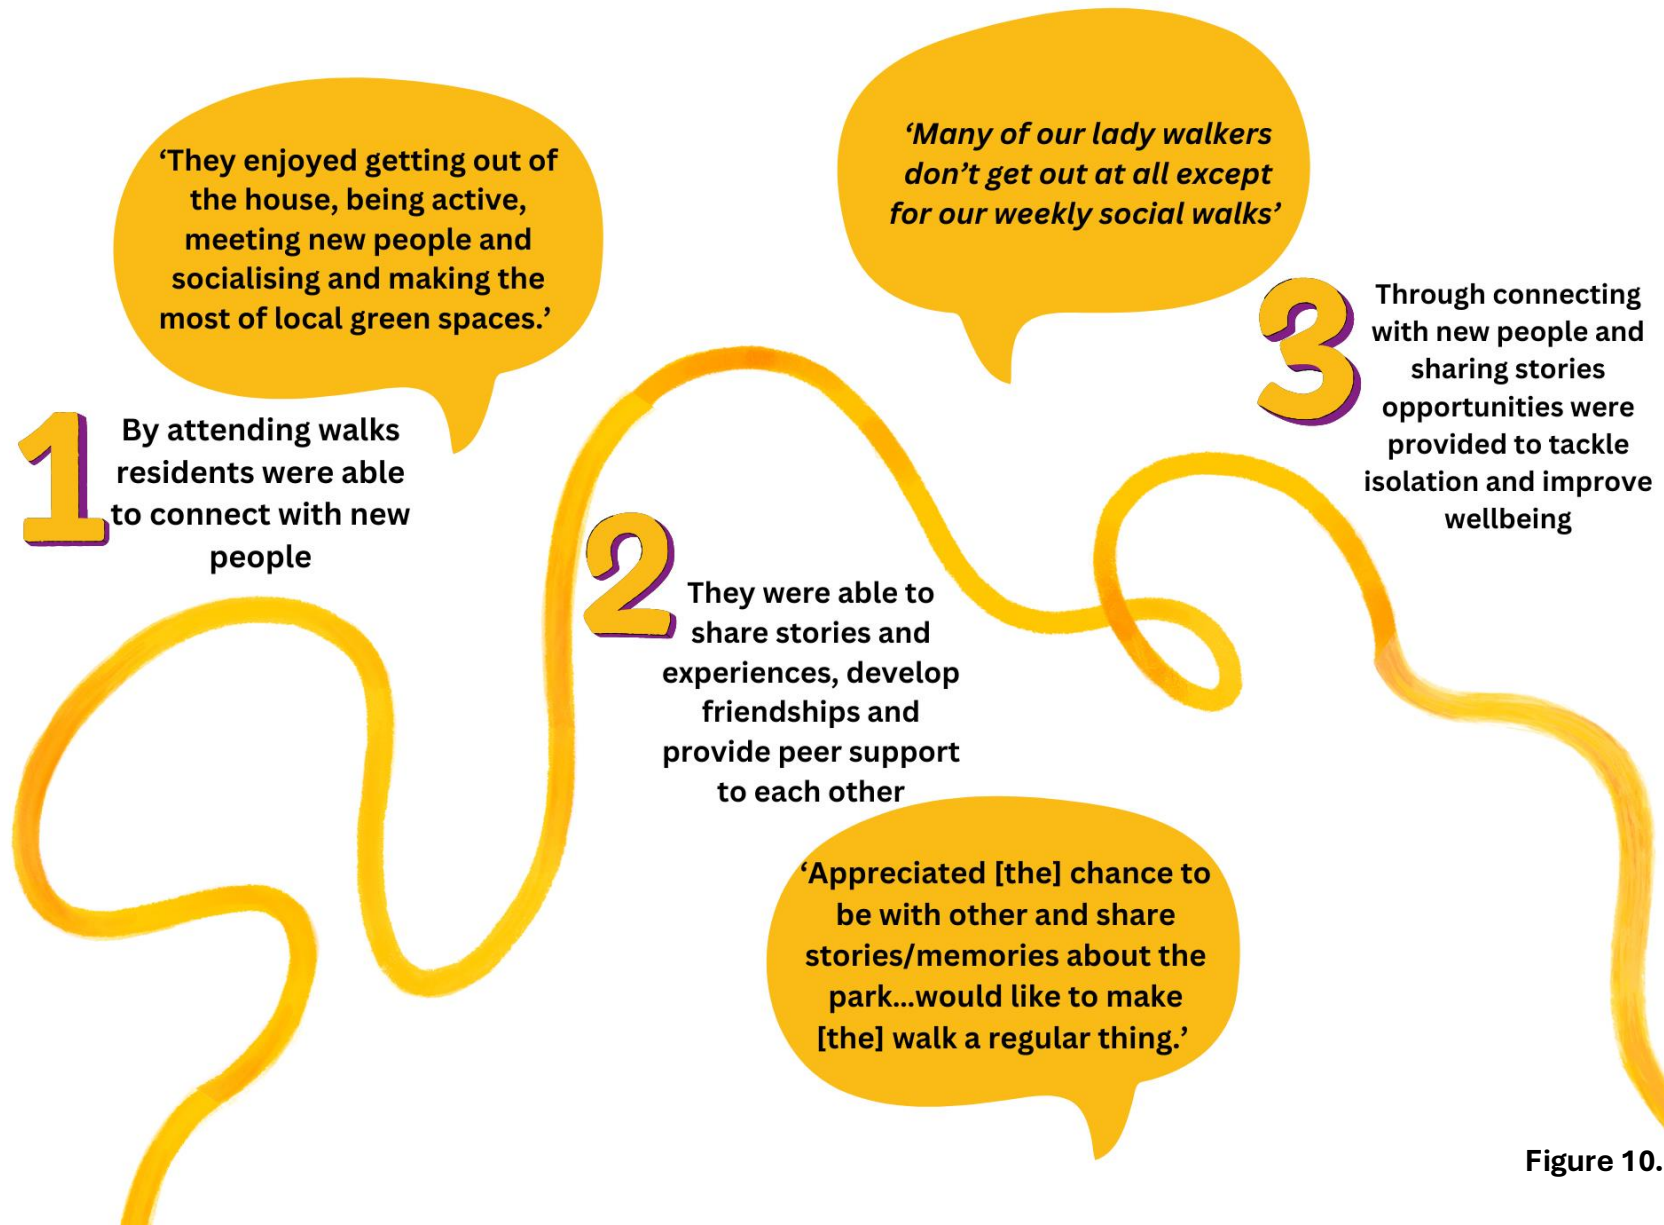 ‘They enjoyed getting out of
the house, being active,
meeting new people and
socialising and making the
most of local green spaces.’
1
By attending walks
residents were able
to connect with new
people
2
They were able to
share stories and
experiences, develop
friendships and
provide peer support
to each other
‘Appreciated [the] chance to
be with other and share
stories/memories about the
park...would like to make
[the] walk a regular thing.’
‘Many of our lady walkers
don’t get out at all except
for our weekly social walks’
3
Through connecting
with new people and
sharing stories
opportunities were
provided to tackle
isolation and improve
wellbeing
Figure 10.